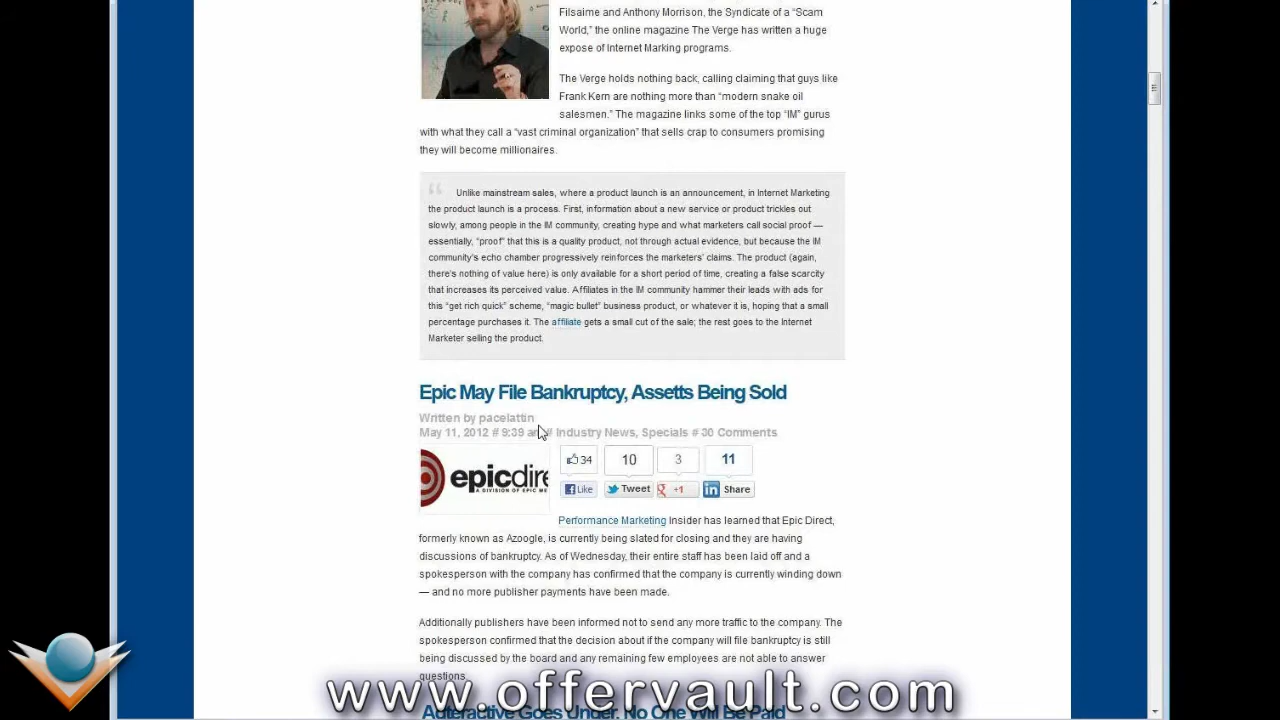 Filsaime and Anthony Morrison, the Syndicate of a “Scam
World,” the online magazine The Verge has written a huge
expose of Internet Marking programs.
The Verge holds nothing back, calling claiming that guys like
Frank Kern are nothing more than “modern snake oil
salesmen.” The magazine links some of the top “IM” gurus
with what they call a “vast criminal organization” that sells crap to consumers promising
they will become millionaires.
Unlike mainstream sales, where a product launch is an announcement, in Internet Marketing
the product launch is a process. First, information about a new service or product trickles out
slowly, among people in the IM community, creating hype and what marketers call social proof —
essentially, “proof” that this is a quality product, not through actual evidence, but because the IM
community's echo chamber progressively reinforces the marketers' claims. The product (again,
there's nothing of value here) is only available for a short period of time, creating a false scarcity
that increases its perceived value. Affiliates in the IM community hammer their leads with ads for
this “get rich quick” scheme, “magic bullet” business product, or whatever it is, hoping that a small
percentage purchases it. The affiliate gets a small cut of the sale; the rest goes to the Internet
Marketer selling the product.
Epic May File Bankruptcy, Assetts Being Sold
Written by pacelattin
May 11, 2012 # 9:39 am # Industry News, Specials # 30 Comments
34 10 3 11
Like Tweet +1 Share
epicdire
A DIVISION OF EPIC ME
Performance Marketing Insider has learned that Epic Direct,
formerly known as Azoogle, is currently being slated for closing and they are having
discussions of bankruptcy. As of Wednesday, their entire staff has been laid off and a
spokesperson with the company has confirmed that the company is currently winding down
— and no more publisher payments have been made.
Additionally publishers have been informed not to send any more traffic to the company. The
spokesperson confirmed that the decision about if the company will file bankruptcy is still
being discussed by the board and any remaining few employees are not able to answer
questions.
www.offervault.com
Adteractive Goes Under. No One Will Be Paid